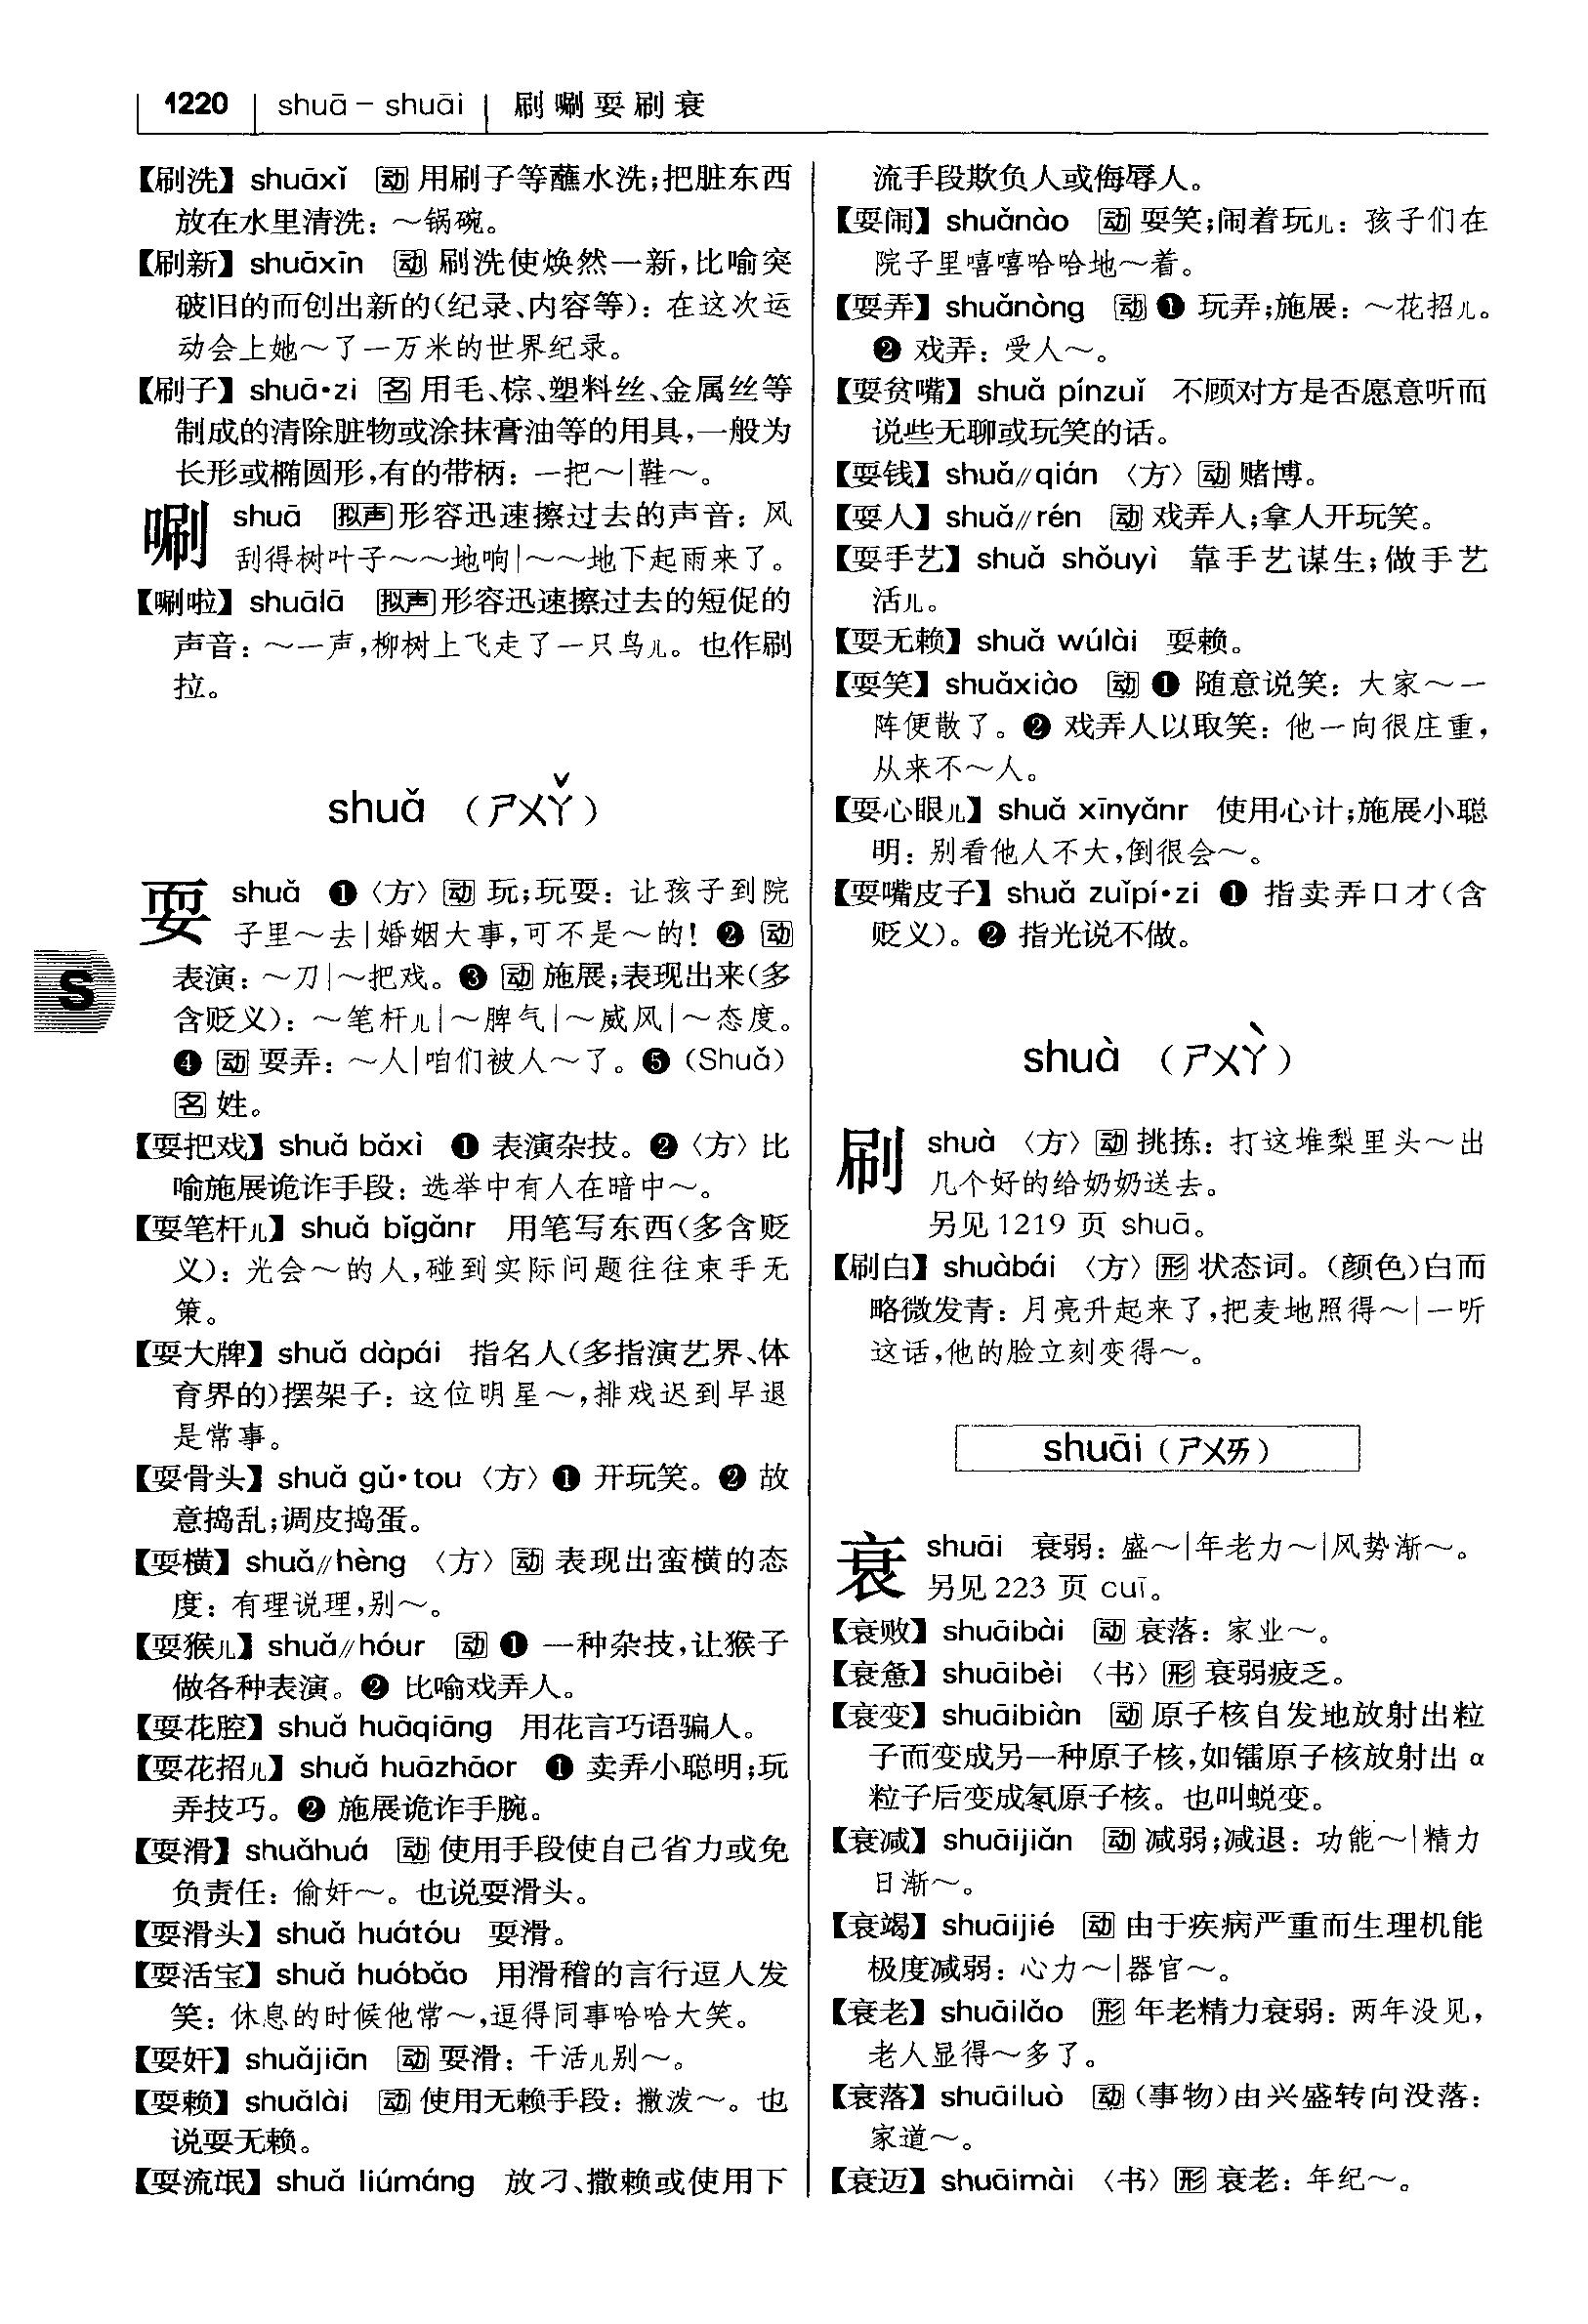 1220 shuā – shuāi 刷唰耍刷衰
【刷洗】 shuāxǐ 动 用刷子等蘸水洗；把脏东西
放在水里清洗：～锅碗。
【刷新】 shuāxīn 动 刷洗使焕然一新，比喻突
破旧的而创出新的（纪录、内容等）：在这次运
动会上她～了一万米的世界纪录。
【刷子】 shuā·zi 名 用毛、棕、塑料丝、金属丝等
制成的清除脏物或涂抹膏油等的用具，一般为
长形或椭圆形，有的带柄：一把～|鞋～。
唰 shuā 拟声 形容迅速擦过去的声音：风
刮得树叶子～～地响|～～地下起雨来了。
【唰啦】 shuālā 拟声 形容迅速擦过去的短促的
声音：～一声，柳树上飞走了一只鸟儿。也作刷
拉。
shuǎ （ㄕㄨㄚˇ）
耍 shuǎ ❶〈方〉动 玩；玩耍：让孩子到院
子里～去|婚姻大事，可不是～的！❷ 动
表演：～刀|～把戏。❸ 动 施展；表现出来（多
含贬义）：～笔杆儿|～脾气|～威风|～态度。
❹ 动 耍弄：～人|咱们被人～了。❺（Shuǎ）
名 姓。
【耍把戏】 shuǎ bǎxì ❶ 表演杂技。❷〈方〉比
喻施展诡诈手段：选举中有人在暗中～。
【耍笔杆儿】 shuǎ bǐgǎnr 用笔写东西（多含贬
义）：光会～的人，碰到实际问题往往束手无
策。
【耍大牌】 shuǎ dàpái 指名人（多指演艺界、体
育界的）摆架子：这位明星～，排戏迟到早退
是常事。
【耍骨头】 shuǎ gǔ·tou〈方〉❶ 开玩笑。❷ 故
意捣乱；调皮捣蛋。
【耍横】 shuǎ//hèng 〈方〉动 表现出蛮横的态
度：有理说理，别～。
【耍猴儿】 shuǎ//hóur 动 ❶ 一种杂技，让猴子
做各种表演。❷ 比喻戏弄人。
【耍花腔】 shuǎ huāqiāng 用花言巧语骗人。
【耍花招儿】 shuǎ huāzhāor ❶ 卖弄小聪明；玩
弄技巧。❷ 施展诡诈手腕。
【耍滑】 shuǎhuá 动 使用手段使自己省力或免
负责任：偷奸～。也说耍滑头。
【耍滑头】 shuǎ huátóu 耍滑。
【耍活宝】 shuǎ huóbǎo 用滑稽的言行逗人发
笑：休息的时候他常～，逗得同事哈哈大笑。
【耍奸】 shuǎjiān 动 耍滑：干活儿别～。
【耍赖】 shuǎlài 动 使用无赖手段：撒泼～。也
说耍无赖。
【耍流氓】 shuǎ liúmáng 放刁、撒赖或使用下
S
流手段欺负人或侮辱人。
【耍闹】 shuǎnào 动 耍笑；闹着玩儿：孩子们在
院子里嘻嘻哈哈地～着。
【耍弄】 shuǎnòng 动 ❶ 玩弄；施展：～花招儿。
❷ 戏弄：受人～。
【耍贫嘴】 shuǎ pínzuǐ 不顾对方是否愿意听而
说些无聊或玩笑的话。
【耍钱】 shuǎ//qián 〈方〉动 赌博。
【耍人】 shuǎ//rén 动 戏弄人；拿人开玩笑。
【耍手艺】 shuǎ shǒuyì 靠手艺谋生；做手艺
活儿。
【耍无赖】 shuǎ wúlài 耍赖。
【耍笑】 shuǎxiào 动 ❶ 随意说笑：大家～一
阵便散了。❷ 戏弄人以取笑：他一向很庄重，
从来不～人。
【耍心眼儿】 shuǎ xīnyǎnr 使用心计；施展小聪
明：别看他人不大，倒很会～。
【耍嘴皮子】 shuǎ zuǐpí·zi ❶ 指卖弄口才（含
贬义）。❷ 指光说不做。
shuà （ㄕㄨㄚˋ）
刷 shuà 〈方〉动 挑拣：打这堆梨里头～出
几个好的给奶奶送去。
另见1219 页 shuā。
【刷白】 shuàbái 〈方〉形 状态词。（颜色）白而
略微发青：月亮升起来了，把麦地照得～|一听
这话，他的脸立刻变得～。
shuāi（ㄕㄨㄞ）
衰 shuāi 衰弱：盛～|年老力～|风势渐～。
另见223 页 cuī。
【衰败】 shuāibài 动 衰落：家业～。
【衰惫】 shuāibèi 〈书〉形 衰弱疲乏。
【衰变】 shuāibiàn 动 原子核自发地放射出粒
子而变成另一种原子核，如镭原子核放射出 α
粒子后变成氡原子核。也叫蜕变。
【衰减】 shuāijiǎn 动 减弱；减退：功能～|精力
日渐～。
【衰竭】 shuāijié 动 由于疾病严重而生理机能
极度减弱：心力～|器官～。
【衰老】 shuāilǎo 形 年老精力衰弱：两年没见，
老人显得～多了。
【衰落】 shuāiluò 动（事物）由兴盛转向没落：
家道～。
【衰迈】 shuāimài 〈书〉形 衰老：年纪～。